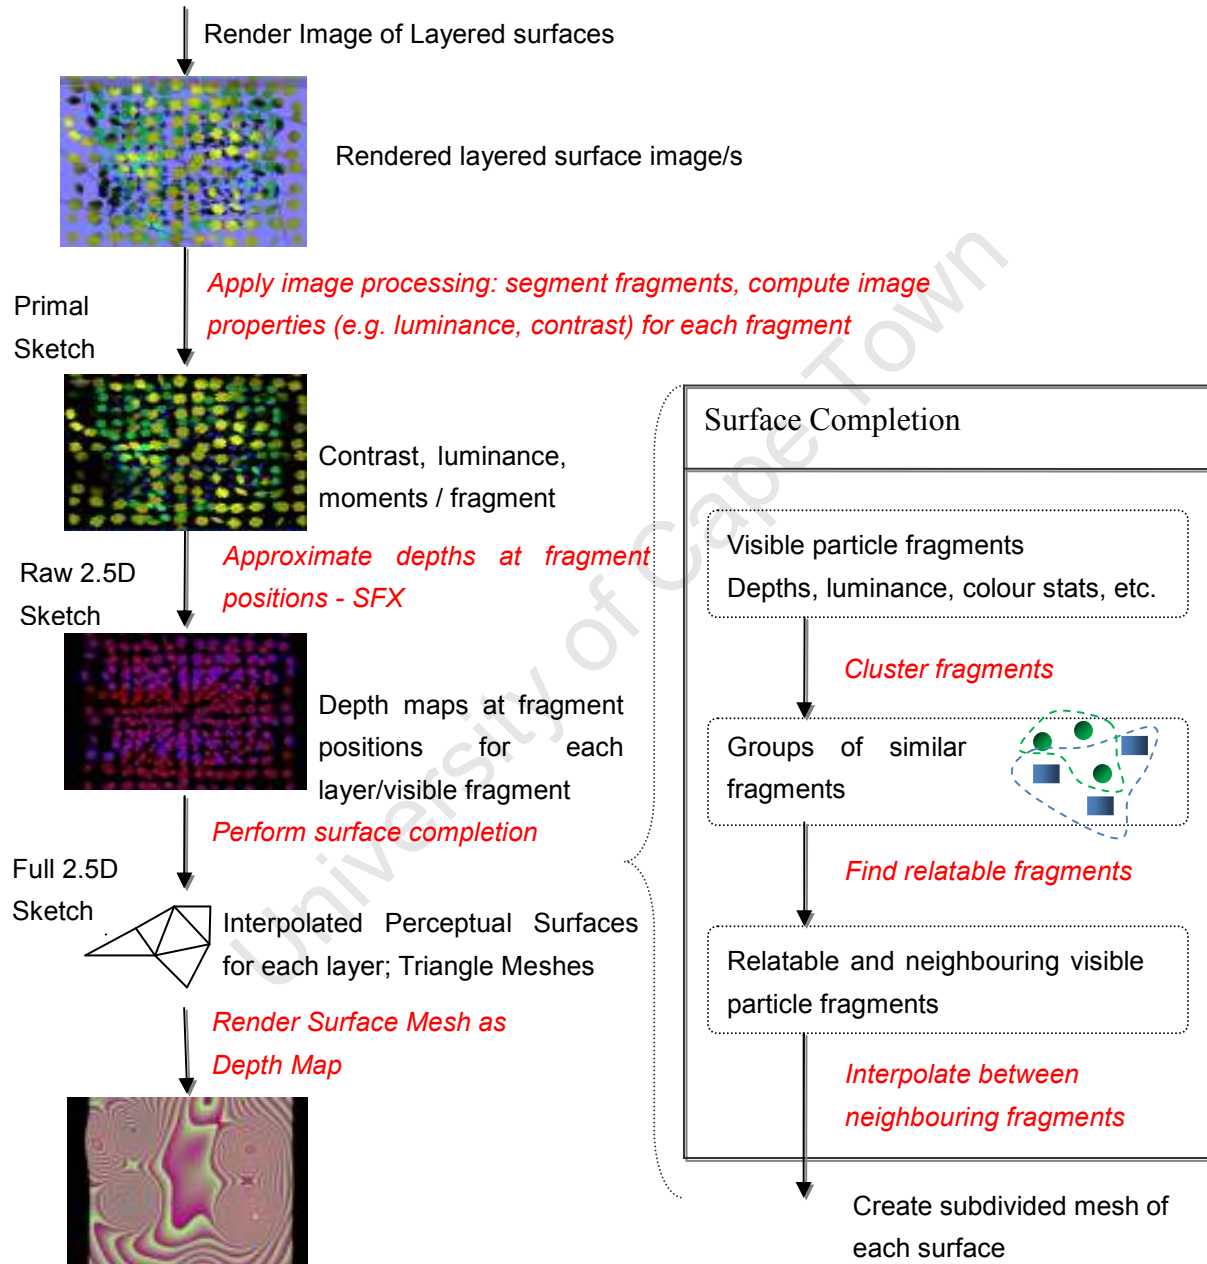 Render Image of Layered surfaces
Rendered layered surface image/s
Apply image processing: segment fragments, compute image
properties (e.g. luminance, contrast) for each fragment
Primal
Sketch
Contrast, luminance,
moments / fragment
Approximate depths at fragment
positions - SFX
Raw 2.5D
Sketch
Depth maps at fragment
positions for each
layer/visible fragment
Perform surface completion
Full 2.5D
Sketch
Interpolated Perceptual Surfaces
for each layer; Triangle Meshes
Render Surface Mesh as
Depth Map
Surface Completion
Visible particle fragments
Depths, luminance, colour stats, etc.
Cluster fragments
Groups of similar
fragments
Find relatable fragments
Relatable and neighbouring visible
particle fragments
Interpolate between
neighbouring fragments
Create subdivided mesh of
each surface
University of Cape Town